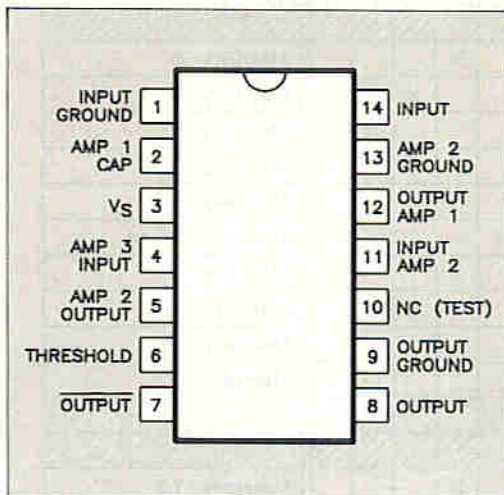 INPUT
GROUND 1
AMP 1
CAP 2
VS 3
AMP 3
INPUT 4
AMP 2
OUTPUT 5
THRESHOLD 6
OUTPUT 7
14 INPUT
13 AMP 2
GROUND
12 OUTPUT
AMP 1
11 INPUT
AMP 2
10 NC (TEST)
9 OUTPUT
GROUND
8 OUTPUT